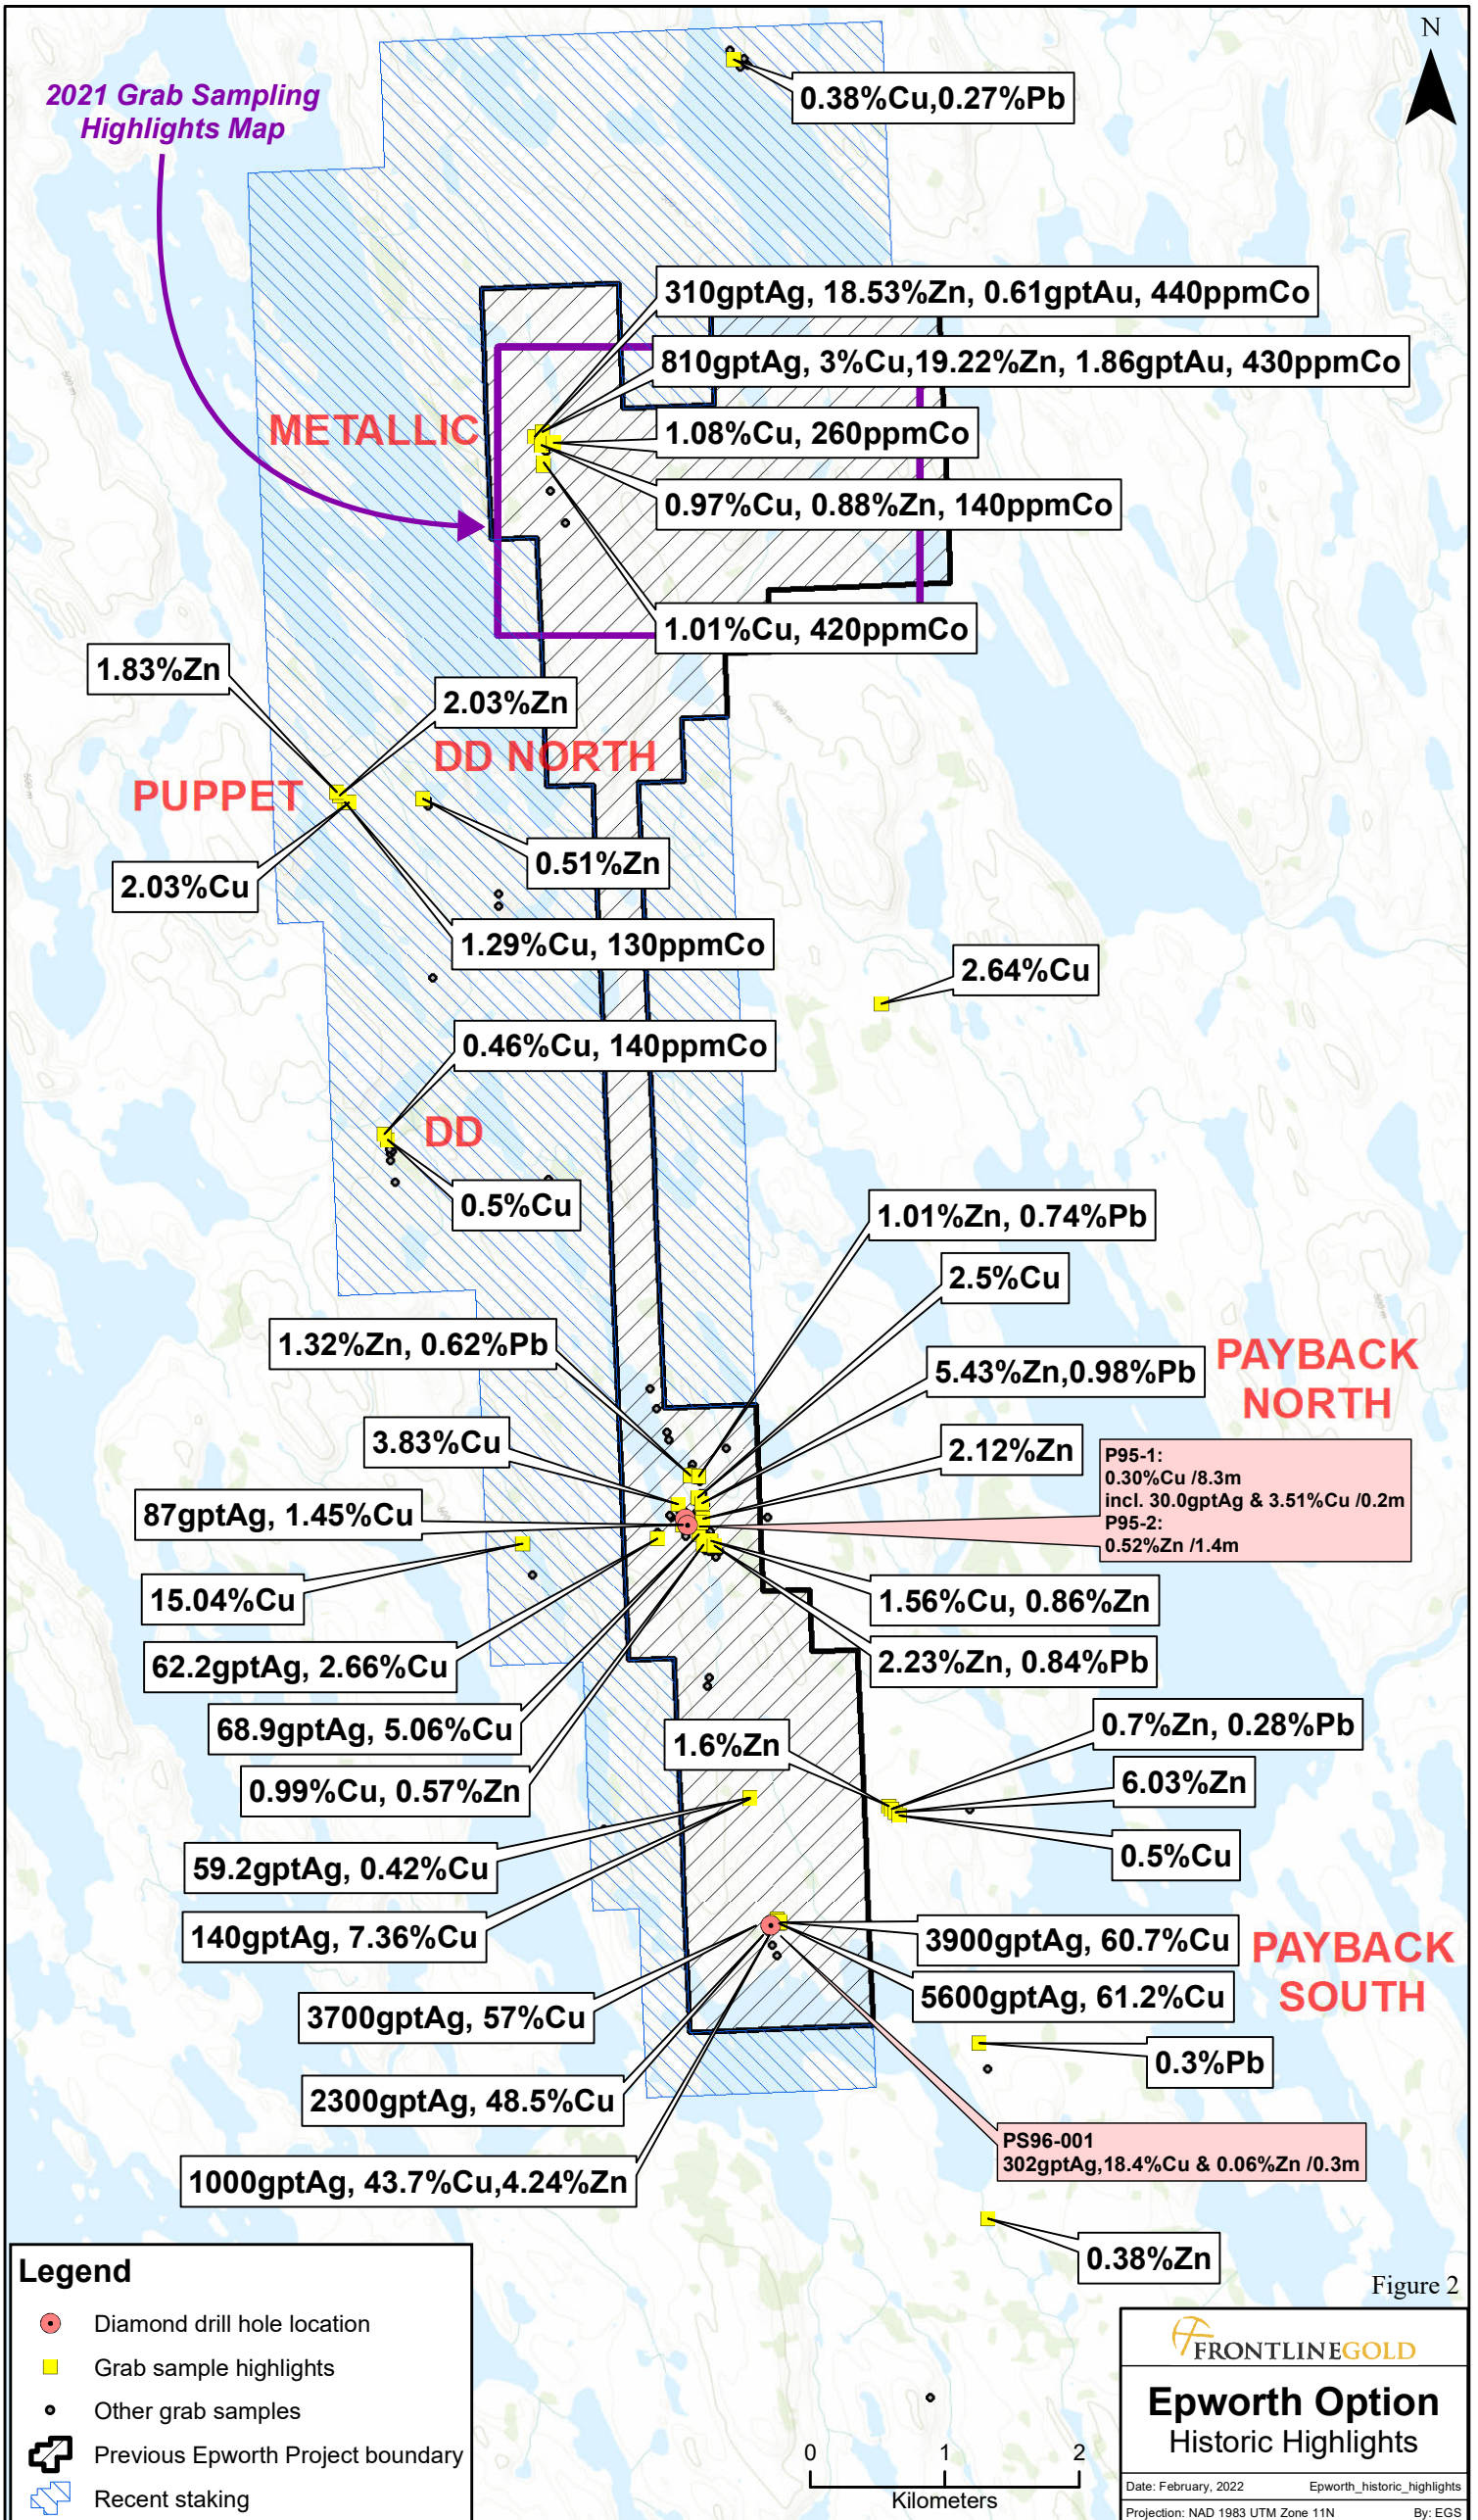 N
2021 Grab Sampling
Highlights Map
0.38%Cu,0.27%Pb
310gptAg, 18.53%Zn, 0.61gptAu, 440ppmCo
810gptAg, 3%Cu,19.22%Zn, 1.86gptAu, 430ppmCo
METALLIC
1.08%Cu, 260ppmCo
0.97%Cu, 0.88%Zn, 140ppmCo
1.01%Cu, 420ppmCo
1.83%Zn
2.03%Zn
DD NORTH
PUPPET
0.51%Zn
2.03%Cu
1.29%Cu, 130ppmCo
2.64%Cu
0.46%Cu, 140ppmCo
DD
0.5%Cu
1.01%Zn, 0.74%Pb
2.5%Cu
1.32%Zn, 0.62%Pb
5.43%Zn,0.98%Pb
PAYBACK
NORTH
3.83%Cu
2.12%Zn
P95-1:
0.30%Cu /8.3m
incl. 30.0gptAg & 3.51%Cu /0.2m
P95-2:
0.52%Zn /1.4m
87gptAg, 1.45%Cu
15.04%Cu
1.56%Cu, 0.86%Zn
62.2gptAg, 2.66%Cu
2.23%Zn, 0.84%Pb
68.9gptAg, 5.06%Cu
1.6%Zn
0.7%Zn, 0.28%Pb
0.99%Cu, 0.57%Zn
6.03%Zn
0.5%Cu
59.2gptAg, 0.42%Cu
140gptAg, 7.36%Cu
3900gptAg, 60.7%Cu
PAYBACK
SOUTH
5600gptAg, 61.2%Cu
3700gptAg, 57%Cu
0.3%Pb
2300gptAg, 48.5%Cu
PS96-001
302gptAg,18.4%Cu & 0.06%Zn /0.3m
1000gptAg, 43.7%Cu,4.24%Zn
0.38%Zn
Legend
Diamond drill hole location
Grab sample highlights
Other grab samples
Previous Epworth Project boundary
Recent staking
0 1 2
Kilometers
Figure 2
FRONTLINEGOLD
Epworth Option
Historic Highlights
Date: February, 2022 Epworth_historic_highlights
Projection: NAD 1983 UTM Zone 11N By: EGS